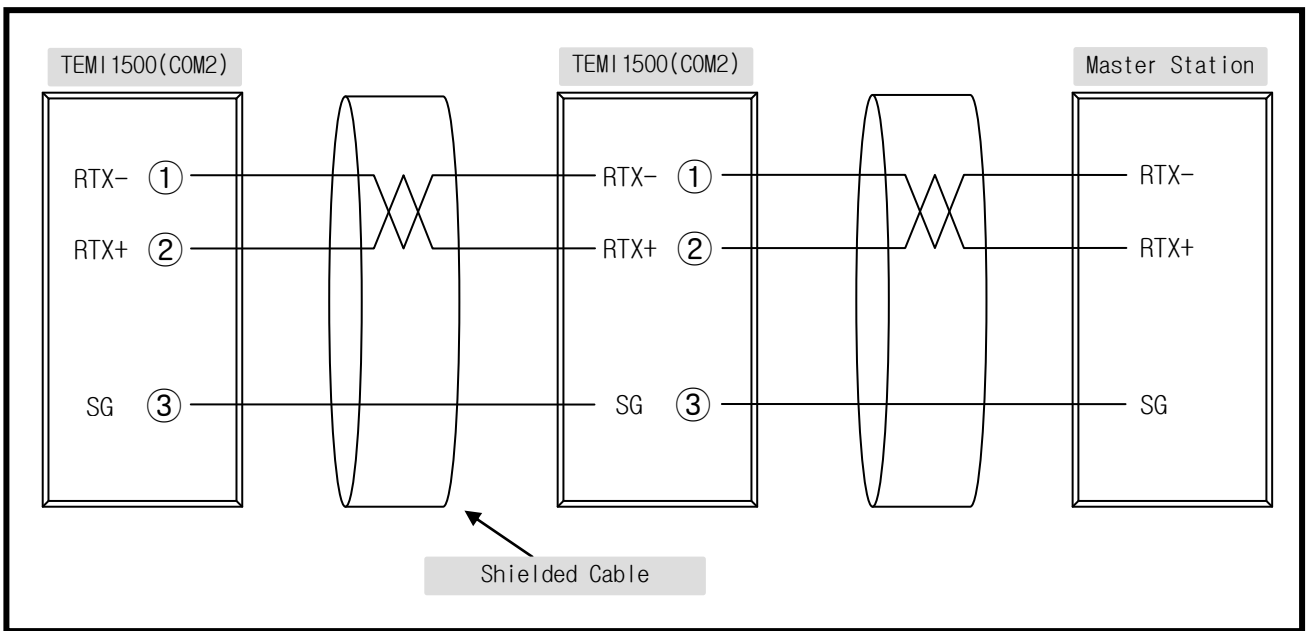 TEMI1500(COM2) TEMI1500(COM2) Master Station
RTX- ① RTX- ① RTX-
RTX+ ② RTX+ ② RTX+
SG ③ SG ③ SG
Shielded Cable